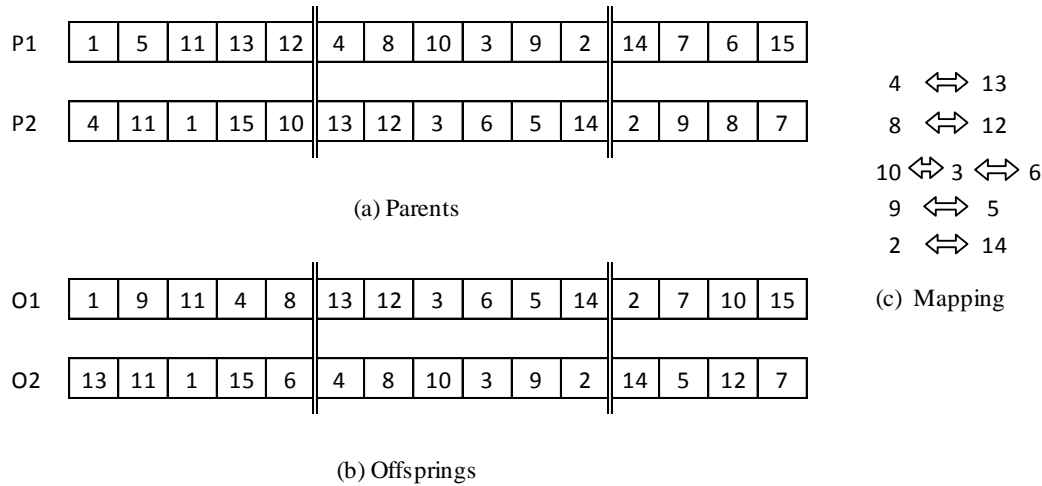 P1 1 5 11 13 12 4 8 10 3 9 2 14 7 6 15
P2 4 11 1 15 10 13 12 3 6 5 14 2 9 8 7
(a) Parents
O1 1 9 11 4 8 13 12 3 6 5 14 2 7 10 15
O2 13 11 1 15 6 4 8 10 3 9 2 14 5 12 7
(b) Offsprings
4 ⇔ 13
8 ⇔ 12
10 ⇔ 3 ⇔ 6
9 ⇔ 5
2 ⇔ 14
(c) Mapping